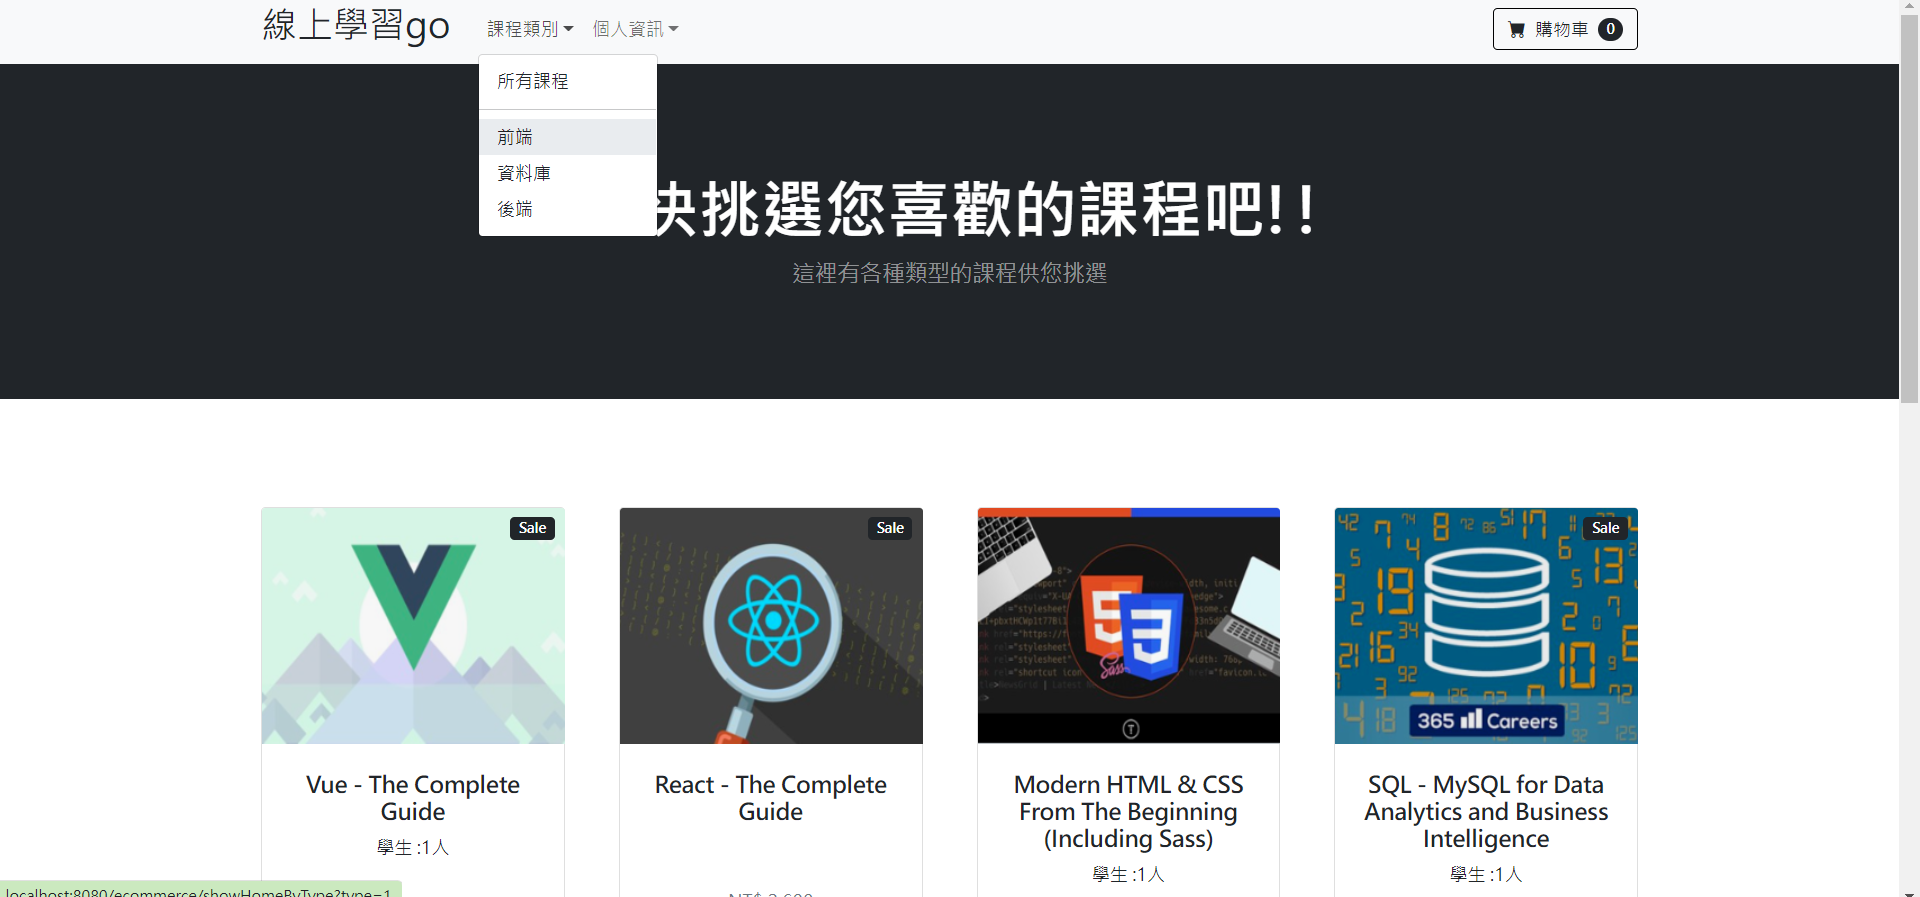 線上學習go
課程類別
個人資訊
購物車 0
所有課程
前端
資料庫
後端
快挑選您喜歡的課程吧!!
這裡有各種類型的課程供您挑選
Sale
Sale
Sale
365 Careers
Vue - The Complete
Guide
學生 :1人
React - The Complete
Guide
Modern HTML & CSS
From The Beginning
(Including Sass)
學生 :1人
SQL - MySQL for Data
Analytics and Business
Intelligence
學生 :1人
localhost:8080/ecommerce/showHomeByType?type=1